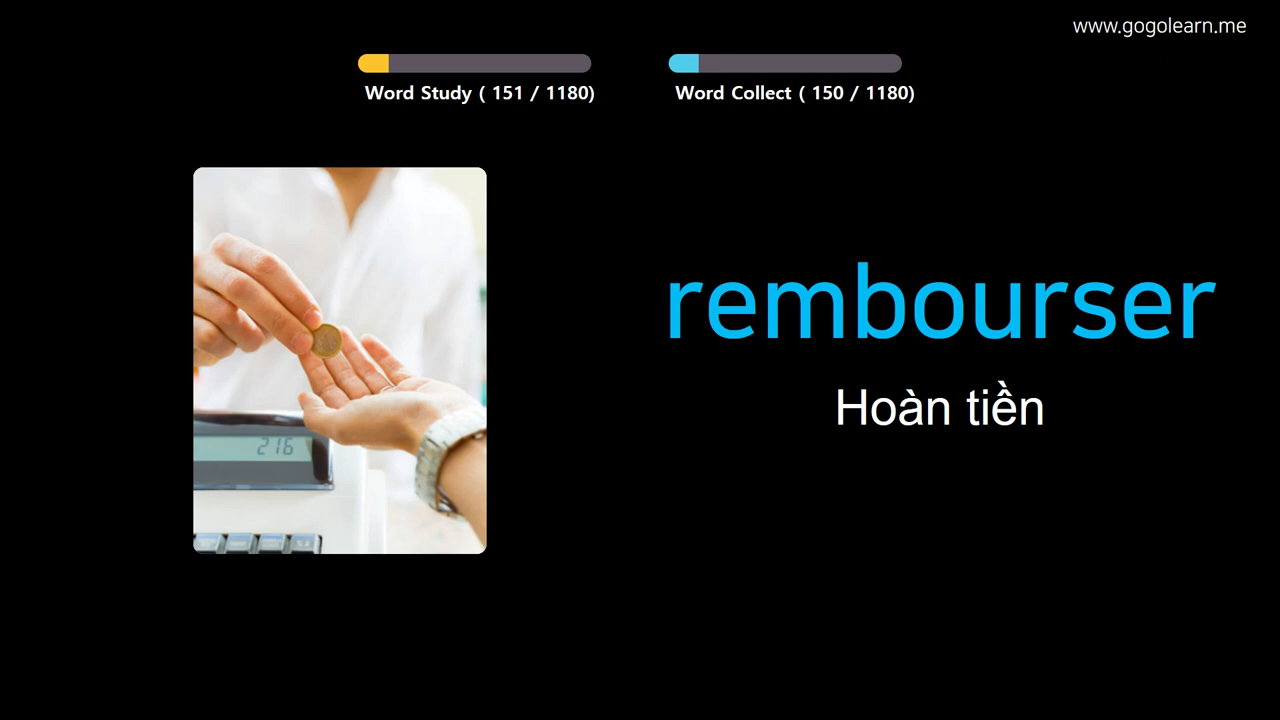 www.gogolearn.me
Word Study ( 151 / 1180)
Word Collect ( 150 / 1180)
rembourser
Hoàn tiền
216